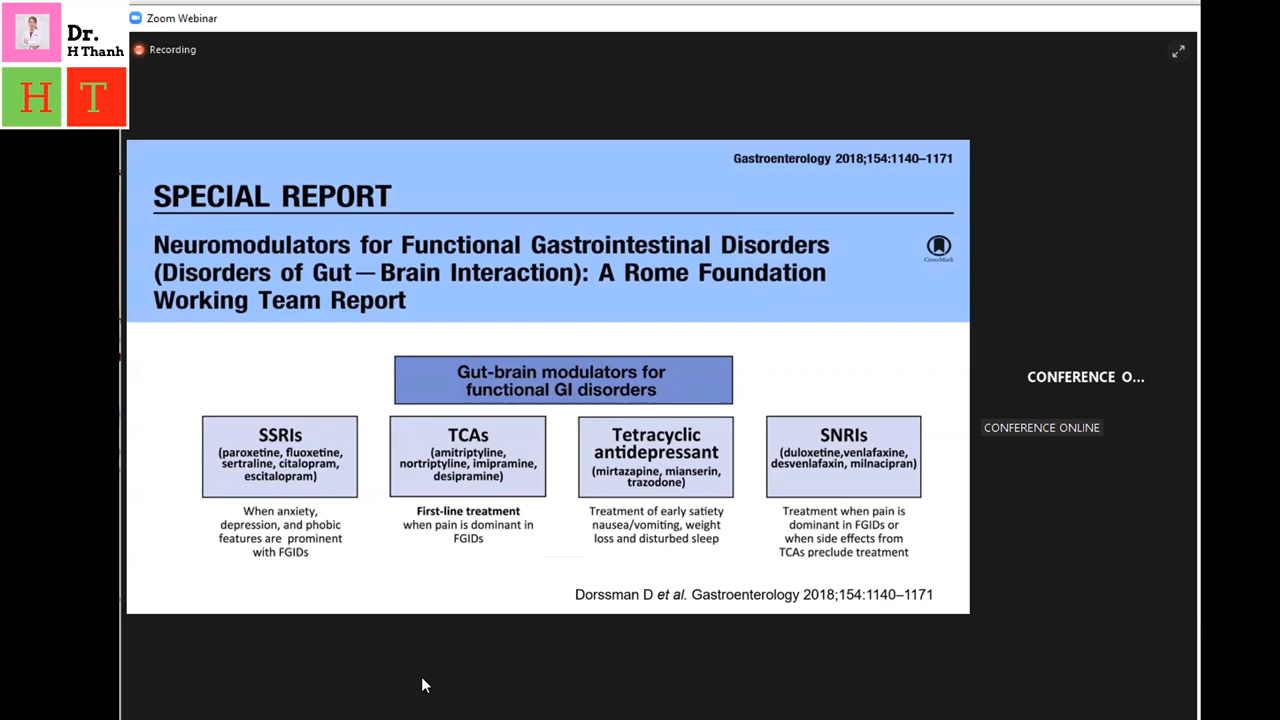 Zoom Webinar
Dr.
H Thanh
H T
Recording
Gastroenterology 2018;154:1140–1171
SPECIAL REPORT
Neuromodulators for Functional Gastrointestinal Disorders
(Disorders of Gut−Brain Interaction): A Rome Foundation
Working Team Report
CrossMark
Gut-brain modulators for
functional GI disorders
SSRIs
(paroxetine, fluoxetine,
sertraline, citalopram,
escitalopram)
When anxiety,
depression, and phobic
features are prominent
with FGIDs
TCAs
(amitriptyline,
nortriptyline, imipramine,
desipramine)
First-line treatment
when pain is dominant in
FGIDs
Tetracyclic
antidepressant
(mirtazapine, mianserin,
trazodone)
Treatment of early satiety
nausea/vomiting, weight
loss and disturbed sleep
SNRIs
(duloxetine,venlafaxine,
desvenlafaxin, milnacipran)
Treatment when pain is
dominant in FGIDs or
when side effects from
TCAs preclude treatment
Dorssman D et al. Gastroenterology 2018;154:1140–1171
CONFERENCE O...
CONFERENCE ONLINE